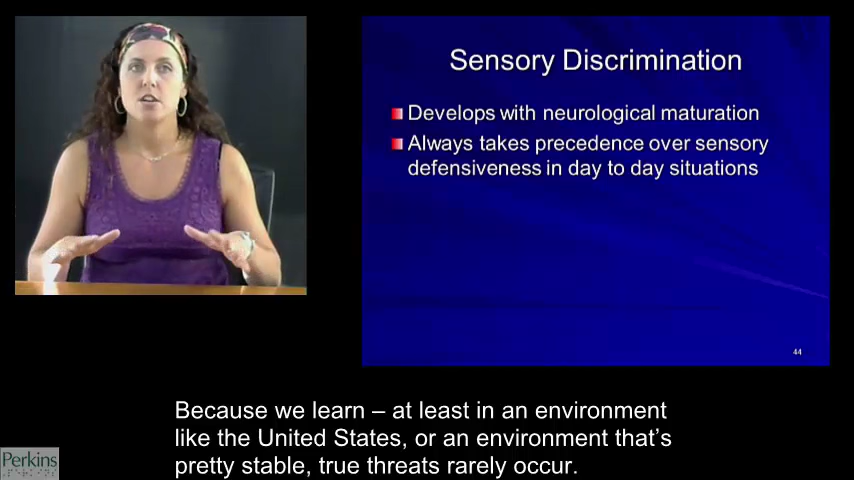 Sensory Discrimination
Develops with neurological maturation
Always takes precedence over sensory
defensiveness in day to day situations
44
Because we learn – at least in an environment
like the United States, or an environment that's
pretty stable, true threats rarely occur.
Perkins